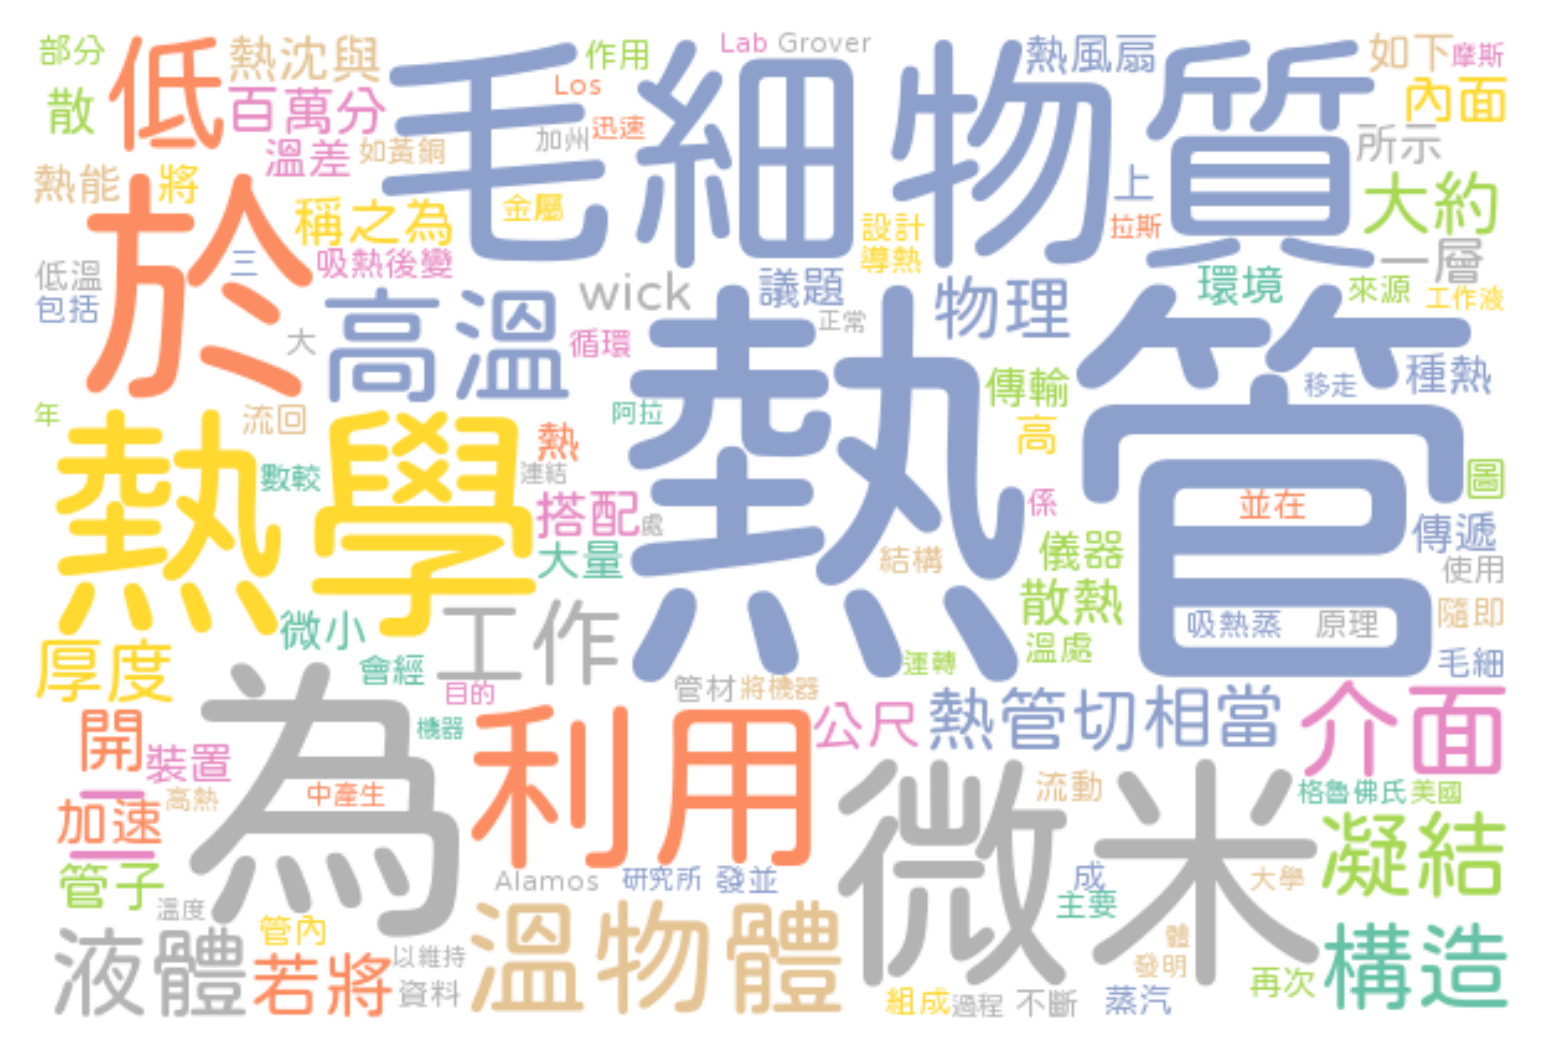 部分
低
熱沈與
毛細物質
作用
Lab
Grover
熱風扇
如下
摩斯
散
百萬分
Los
內面
溫差
如黃銅
加州
迅速
所示
熱能
將
稱之為
金屬
設計
上
拉斯
大約
於
三
吸熱後變
導熱
一層
低溫
包括
高溫
wick
議題
物理
環境
來源
工作液
大
循環
正常
熱管
種熱
移走
傳輸
年
流回
阿拉
高
熱學
數較
熱
連結
係
並在
圖
搭配
處
大量
結構
儀器
傳遞
使用
散熱
微小
工作
吸熱蒸
原理
隨即
厚度
會經
運轉
溫處
毛細
目的
管材
將機器
為
開一
裝置
機器
利用
公尺
熱管切相當
介面
加速
高熱
中產生
微米
流動
格魯佛氏
美國
管子
溫度
Alamos
研究所
發並
成
主要
大學
凝結
液體
管內
若將
以維持
資料
溫物體
體
發明
組成
過程
不斷
蒸汽
再次
構造